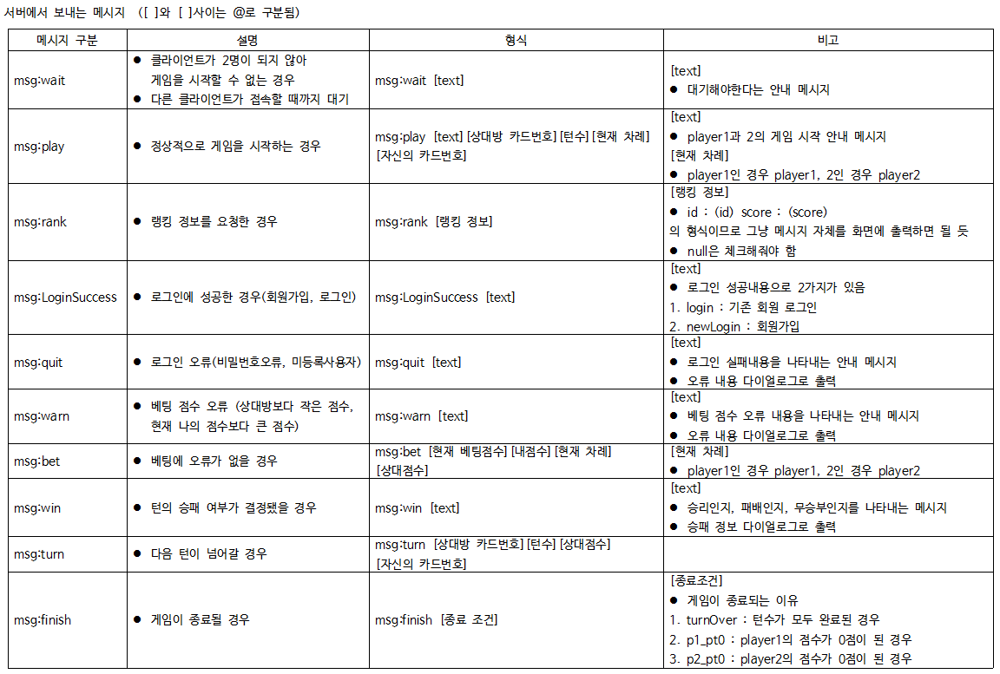 서버에서 보내는 메시지 ([ ]와 [ ]사이는 @로 구분됨)
메시지 구분 설명 형식 비고
msg:wait
● 클라이언트가 2명이 되지 않아
게임을 시작할 수 없는 경우
● 다른 클라이언트가 접속할 때까지 대기
msg:wait [text]
[text]
● 대기해야한다는 안내 메시지
msg:play
● 정상적으로 게임을 시작하는 경우
msg:play [text][상대방 카드번호][턴수][현재 차례]
[자신의 카드번호]
[text]
● player1과 2의 게임 시작 안내 메시지
[현재 차례]
● player1인 경우 player1, 2인 경우 player2
msg:rank
● 랭킹 정보를 요청한 경우
msg:rank [랭킹 정보]
[랭킹 정보]
● id : (id) score : (score)
의 형식이므로 그냥 메시지 자체를 화면에 출력하면 될 듯
● null은 체크해줘야 함
msg:LoginSuccess
● 로그인에 성공한 경우(회원가입, 로그인)
msg:LoginSuccess [text]
[text]
● 로그인 성공내용으로 2가지가 있음
1. login : 기존 회원 로그인
2. newLogin : 회원가입
msg:quit
● 로그인 오류(비밀번호오류, 미등록사용자)
msg:quit [text]
[text]
● 로그인 실패내용을 나타내는 안내 메시지
● 오류 내용 다이얼로그로 출력
msg:warn
● 베팅 점수 오류 (상대방보다 작은 점수,
현재 나의 점수보다 큰 점수)
msg:warn [text]
[text]
● 베팅 점수 오류 내용을 나타내는 안내 메시지
● 오류 내용 다이얼로그로 출력
msg:bet
● 베팅에 오류가 없을 경우
msg:bet [현재 베팅점수][내점수][현재 차례]
[상대점수]
[현재 차례]
● player1인 경우 player1, 2인 경우 player2
msg:win
● 턴의 승패 여부가 결정됐을 경우
msg:win [text]
[text]
● 승리인지, 패배인지, 무승부인지를 나타내는 메시지
● 승패 정보 다이얼로그로 출력
msg:turn
● 다음 턴이 넘어갈 경우
msg:turn [상대방 카드번호][턴수][상대점수]
[자신의 카드번호]
msg:finish
● 게임이 종료될 경우
msg:finish [종료 조건]
[종료조건]
● 게임이 종료되는 이유
1. turnOver : 턴수가 모두 완료된 경우
2. p1_pt0 : player1의 점수가 0점이 된 경우
3. p2_pt0 : player2의 점수가 0점이 된 경우